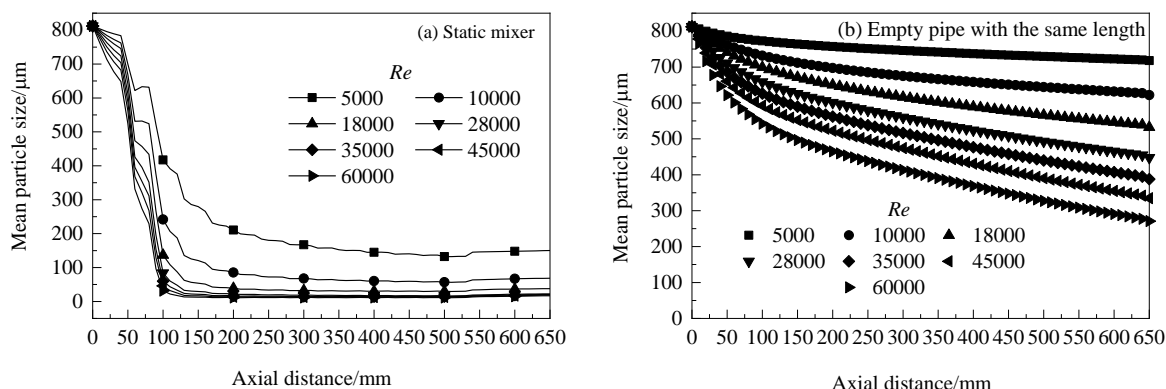 (a) Static mixer
Re
5000
10000
18000
28000
35000
45000
60000
800
700
600
500
400
300
200
100
0
0 50 100 150 200 250 300 350 400 450 500 550 600 650
Mean particle size/μm
Axial distance/mm
(b) Empty pipe with the same length
800
700
600
500
400
300
200
100
0
Re
5000 10000 18000
28000 35000 45000
60000
0 50 100 150 200 250 300 350 400 450 500 550 600 650
Mean particle size/μm
Axial distance/mm